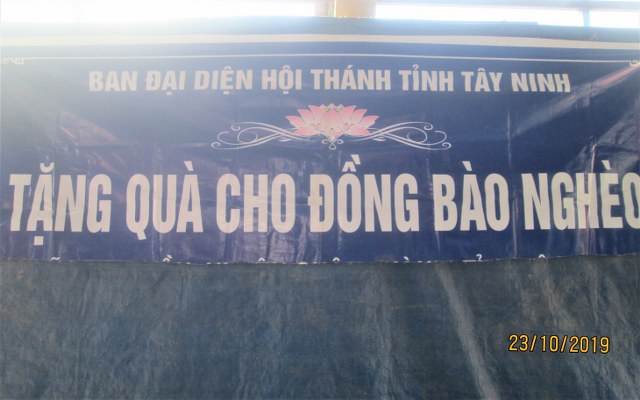 BAN ĐẠI DIỆN HỘI THÁNH TỈNH TÂY NINH
TẶNG QUÀ CHO ĐỒNG BÀO NGHÈO
23/10/2019